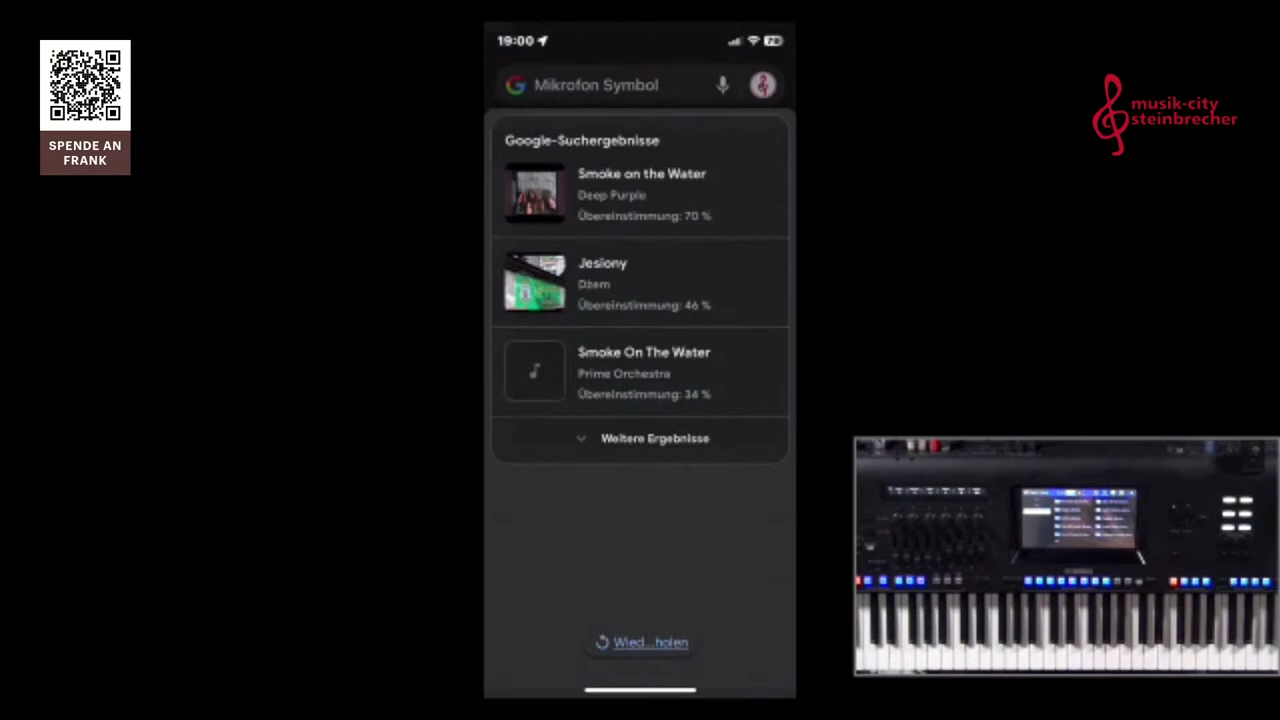 SPENDE AN
FRANK
19:00
Mikrofon Symbol
Google-Suchergebnisse
Smoke on the Water
Deep Purple
Übereinstimmung: 70 %
Jesiony
Dżem
Übereinstimmung: 46 %
Smoke On The Water
Prime Orchestra
Übereinstimmung: 34 %
Weitere Ergebnisse
Wied...holen
musik-city
steinbrecher
YAMAHA